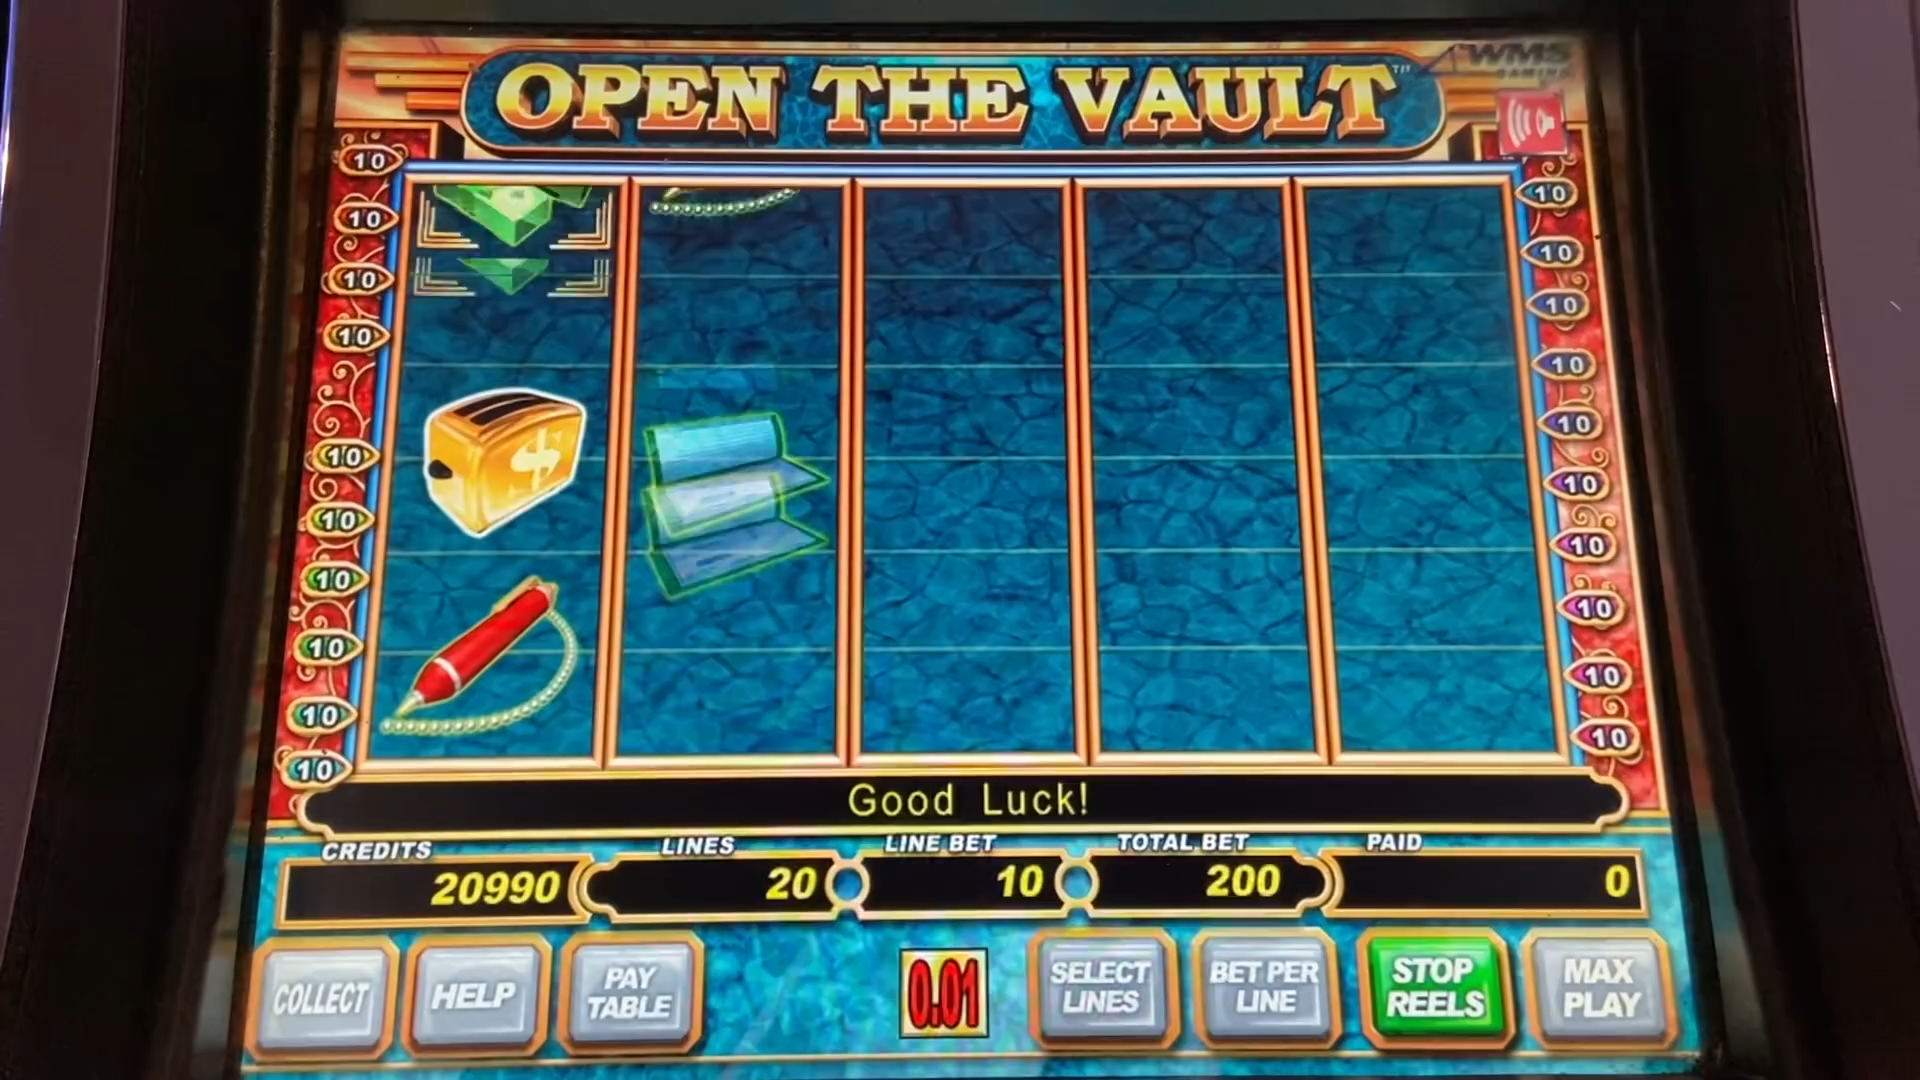 WMS
GAMING
OPEN THE VAULT™
10 10
10 10
10 10
10 10
10 10
10 10
10 10
10 10
10 10
10 10
$
Good Luck!
CREDITS LINES LINE BET TOTAL BET PAID
20990 20 10 200 0
COLLECT
HELP
PAY
TABLE
0.01
SELECT
LINES
BET PER
LINE
STOP
REELS
MAX
PLAY